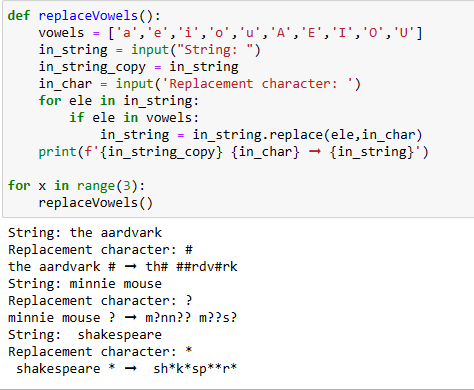 def replaceVowels():
    vowels = ['a','e','i','o','u','A','E','I','O','U']
    in_string = input("String: ")
    in_string_copy = in_string
    in_char = input('Replacement character: ')
    for ele in in_string:
        if ele in vowels:
            in_string = in_string.replace(ele,in_char)
    print(f'{in_string_copy} {in_char} → {in_string}')

for x in range(3):
    replaceVowels()
String: the aardvark
Replacement character: #
the aardvark # → th# ##rdv#rk
String: minnie mouse
Replacement character: ?
minnie mouse ? → m?nn?? m??s?
String:  shakespeare
Replacement character: *
 shakespeare * →  sh*k*sp**r*